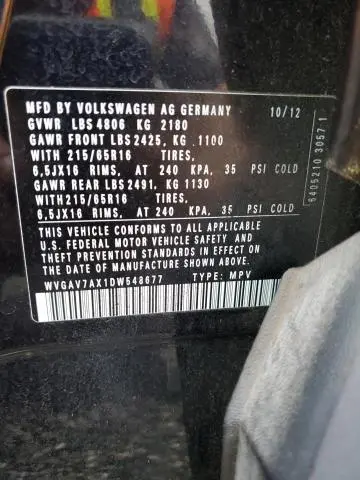 MFD BY VOLKSWAGEN AG GERMANY 10/12
GVWR LBS 4806 KG 2180
GAWR FRONT LBS 2425, KG 1100
WITH 215/65R16 TIRES,
6,5JX16 RIMS, AT 240 KPA, 35 PSI COLD
GAWR REAR LBS 2491, KG 1130
WITH 215/65R16 TIRES,
6,5JX16 RIMS, AT 240 KPA, 35 PSI COLD
THIS VEHICLE CONFORMS TO ALL APPLICABLE
U.S. FEDERAL MOTOR VEHICLE SAFETY AND
THEFT PREVENTION STANDARDS IN EFFECT ON
THE DATE OF MANUFACTURE SHOWN ABOVE.
WVGAV7AX1DW548677 TYPE: MPV
6405210 3057 1